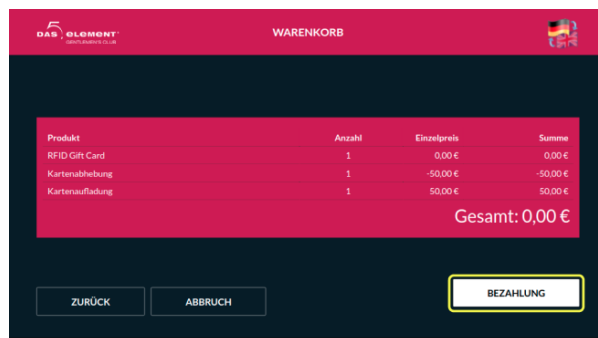 DAS 5 element
GENTLEMEN'S CLUB
WARENKORB
Produkt Anzahl Einzelpreis Summe
RFID Gift Card 1 0,00 € 0,00 €
Kartenabhebung 1 -50,00 € -50,00 €
Kartenaufladung 1 50,00 € 50,00 €
Gesamt: 0,00 €
ZURÜCK ABBRUCH BEZAHLUNG